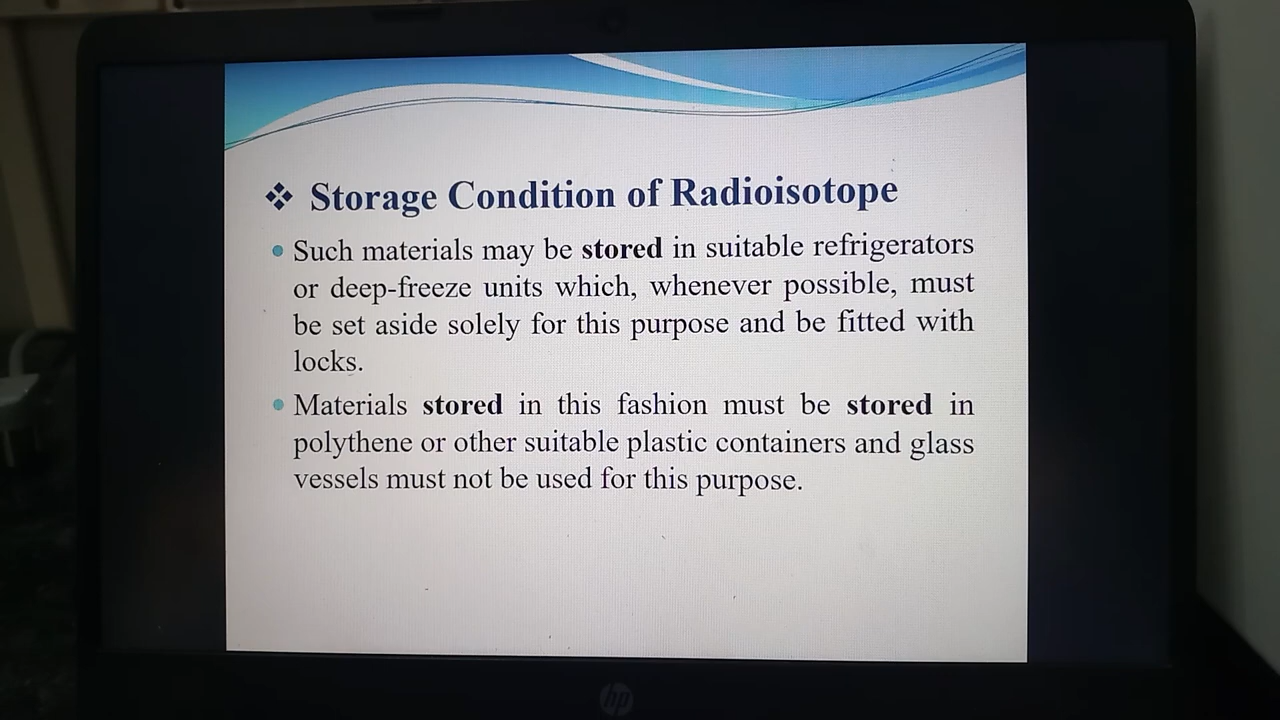 ❖ Storage Condition of Radioisotope
• Such materials may be stored in suitable refrigerators
or deep-freeze units which, whenever possible, must
be set aside solely for this purpose and be fitted with
locks.
• Materials stored in this fashion must be stored in
polythene or other suitable plastic containers and glass
vessels must not be used for this purpose.
hp